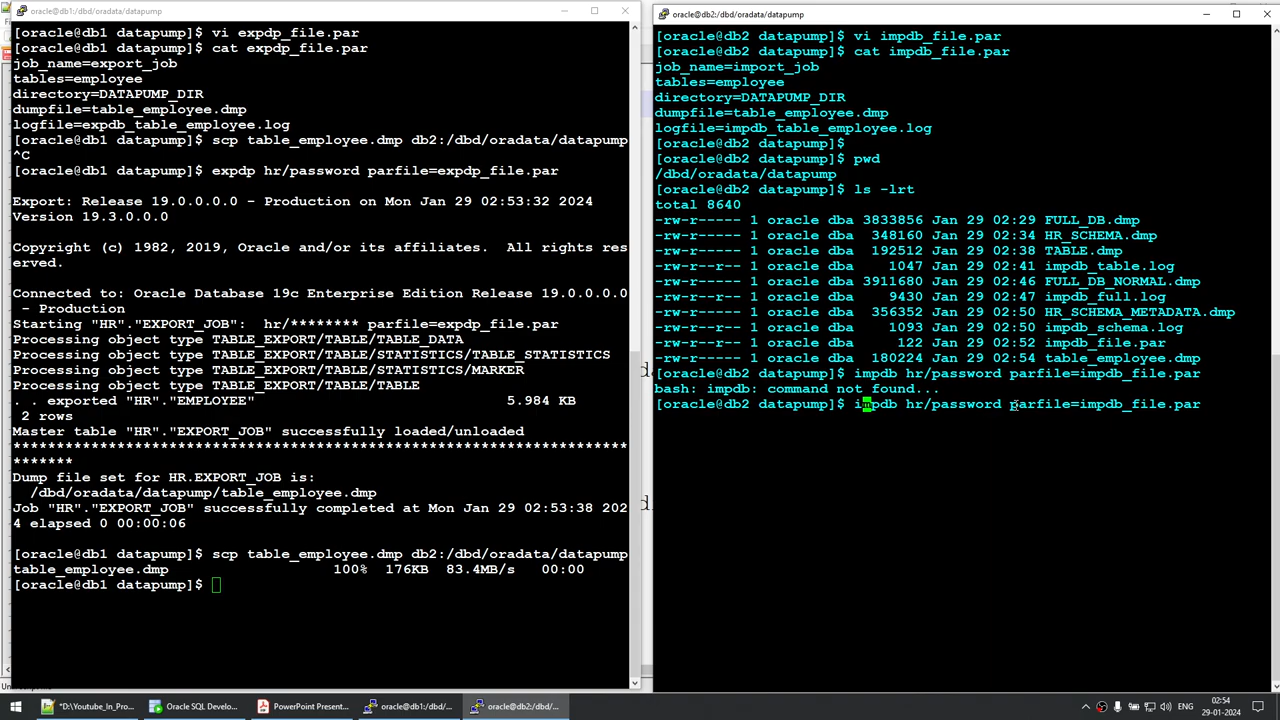 oracle@db1:/dbd/oradata/datapump
[oracle@db1 datapump]$ vi expdp_file.par
[oracle@db1 datapump]$ cat expdp_file.par
job_name=export_job
tables=employee
directory=DATAPUMP_DIR
dumpfile=table_employee.dmp
logfile=expdb_table_employee.log
[oracle@db1 datapump]$ scp table_employee.dmp db2:/dbd/oradata/datapump
^C
[oracle@db1 datapump]$ expdp hr/password parfile=expdp_file.par
Export: Release 19.0.0.0.0 - Production on Mon Jan 29 02:53:32 2024
Version 19.3.0.0.0
Copyright (c) 1982, 2019, Oracle and/or its affiliates.  All rights res
erved.
Connected to: Oracle Database 19c Enterprise Edition Release 19.0.0.0.0
 - Production
Starting "HR"."EXPORT_JOB":  hr/******** parfile=expdp_file.par
Processing object type TABLE_EXPORT/TABLE/TABLE_DATA
Processing object type TABLE_EXPORT/TABLE/STATISTICS/TABLE_STATISTICS
Processing object type TABLE_EXPORT/TABLE/STATISTICS/MARKER
Processing object type TABLE_EXPORT/TABLE/TABLE
. . exported "HR"."EMPLOYEE"                              5.984 KB
 2 rows
Master table "HR"."EXPORT_JOB" successfully loaded/unloaded
***********************************************************************
*******
Dump file set for HR.EXPORT_JOB is:
  /dbd/oradata/datapump/table_employee.dmp
Job "HR"."EXPORT_JOB" successfully completed at Mon Jan 29 02:53:38 202
4 elapsed 0 00:00:06
[oracle@db1 datapump]$ scp table_employee.dmp db2:/dbd/oradata/datapump
table_employee.dmp                   100%  176KB  83.4MB/s   00:00
[oracle@db1 datapump]$
oracle@db2:/dbd/oradata/datapump
[oracle@db2 datapump]$ vi impdb_file.par
[oracle@db2 datapump]$ cat impdb_file.par
job_name=import_job
tables=employee
directory=DATAPUMP_DIR
dumpfile=table_employee.dmp
logfile=impdb_table_employee.log
[oracle@db2 datapump]$
[oracle@db2 datapump]$ pwd
/dbd/oradata/datapump
[oracle@db2 datapump]$ ls -lrt
total 8640
-rw-r----- 1 oracle dba 3833856 Jan 29 02:29 FULL_DB.dmp
-rw-r----- 1 oracle dba  348160 Jan 29 02:34 HR_SCHEMA.dmp
-rw-r----- 1 oracle dba  192512 Jan 29 02:38 TABLE.dmp
-rw-r--r-- 1 oracle dba    1047 Jan 29 02:41 impdb_table.log
-rw-r----- 1 oracle dba 3911680 Jan 29 02:46 FULL_DB_NORMAL.dmp
-rw-r--r-- 1 oracle dba    9430 Jan 29 02:47 impdb_full.log
-rw-r----- 1 oracle dba  356352 Jan 29 02:50 HR_SCHEMA_METADATA.dmp
-rw-r--r-- 1 oracle dba    1093 Jan 29 02:50 impdb_schema.log
-rw-r--r-- 1 oracle dba     122 Jan 29 02:52 impdb_file.par
-rw-r----- 1 oracle dba  180224 Jan 29 02:54 table_employee.dmp
[oracle@db2 datapump]$ impdb hr/password parfile=impdb_file.par
bash: impdb: command not found...
[oracle@db2 datapump]$ impdb hr/password parfile=impdb_file.par
"D:\Youtube_In_Pro...
Oracle SQL Develo...
PowerPoint Present...
oracle@db1:/dbd/...
oracle@db2:/dbd/...
ENG
02:54
29-01-2024